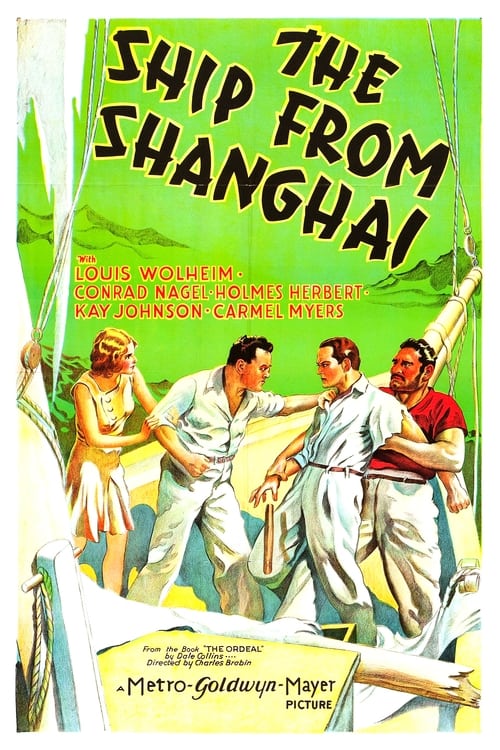 THE
SHIP FROM
SHANGHAI
With
LOUIS WOLHEIM·
CONRAD NAGEL·HOLMES HERBERT·
KAY JOHNSON·CARMEL MYERS
From the Book "THE ORDEAL"
by Dale Collins ....
Directed by Charles Brabin
A METRO-Goldwyn-MAYER
PICTURE